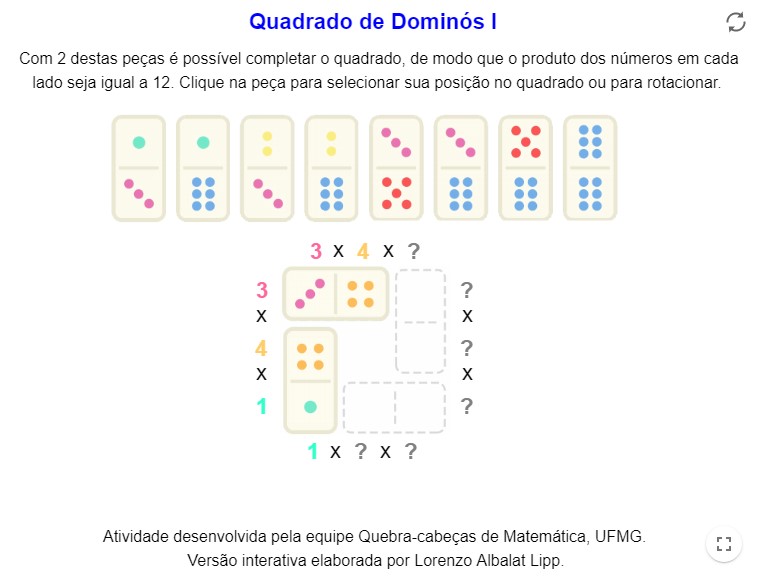 Quadrado de Dominós I
Com 2 destas peças é possível completar o quadrado, de modo que o produto dos números em cada
lado seja igual a 12. Clique na peça para selecionar sua posição no quadrado ou para rotacionar.
3 x 4 x ?
3 ?
x x
4 ?
x x
1 ?
1 x ? x ?
Atividade desenvolvida pela equipe Quebra-cabeças de Matemática, UFMG.
Versão interativa elaborada por Lorenzo Albalat Lipp.